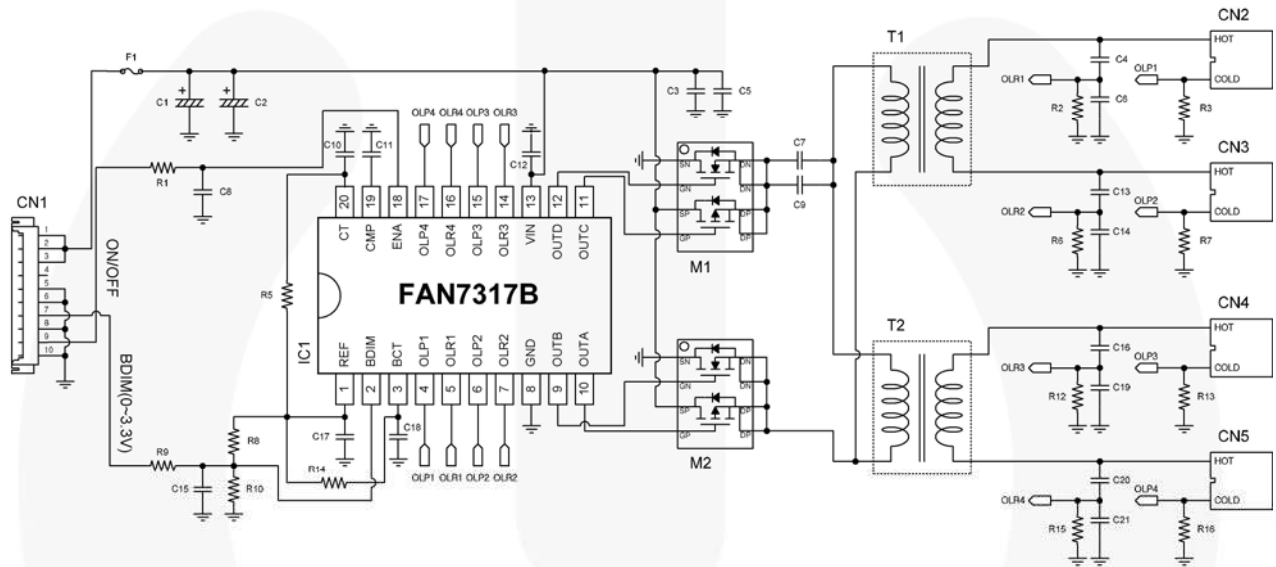 F1
C1
C2
C3
C5
OLP4
OLR4
OLP3
OLR3
C10
C11
C12
R1
C8
CN1
1
2
3
4
5
6
7
8
9
10
ON/OFF
BDIM(0~3.3V)
20
19
18
17
16
15
14
13
12
11
CT
CMP
ENA
OLP4
OLR4
OLP3
OLR3
VIN
OUTD
OUTC
FAN7317B
IC1
R5
REF
BDIM
BCT
OLP1
OLR1
OLP2
OLR2
GND
OUTB
OUTA
1
2
3
4
5
6
7
8
9
10
R8
R9
C15
R10
C17
R14
C18
OLP1
OLR1
OLP2
OLR2
SN
GN
SP
GP
DN
DN
DP
DP
M1
SN
GN
SP
GP
DN
DN
DP
DP
M2
C7
C9
T1
T2
CN2
HOT
COLD
C4
OLR1
OLP1
R2
C6
R3
CN3
HOT
COLD
C13
OLR2
OLP2
R6
C14
R7
CN4
HOT
COLD
C16
OLR3
OLP3
R12
C19
R13
CN5
HOT
COLD
C20
OLR4
OLP4
R15
C21
R16